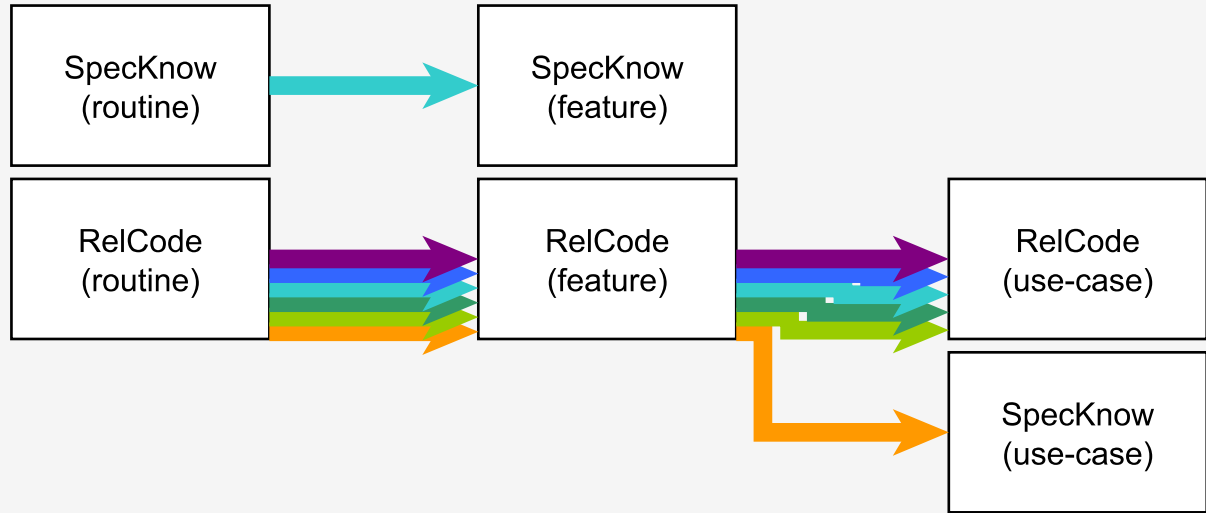 SpecKnow
(routine)
SpecKnow
(feature)
RelCode
(routine)
RelCode
(feature)
RelCode
(use-case)
SpecKnow
(use-case)